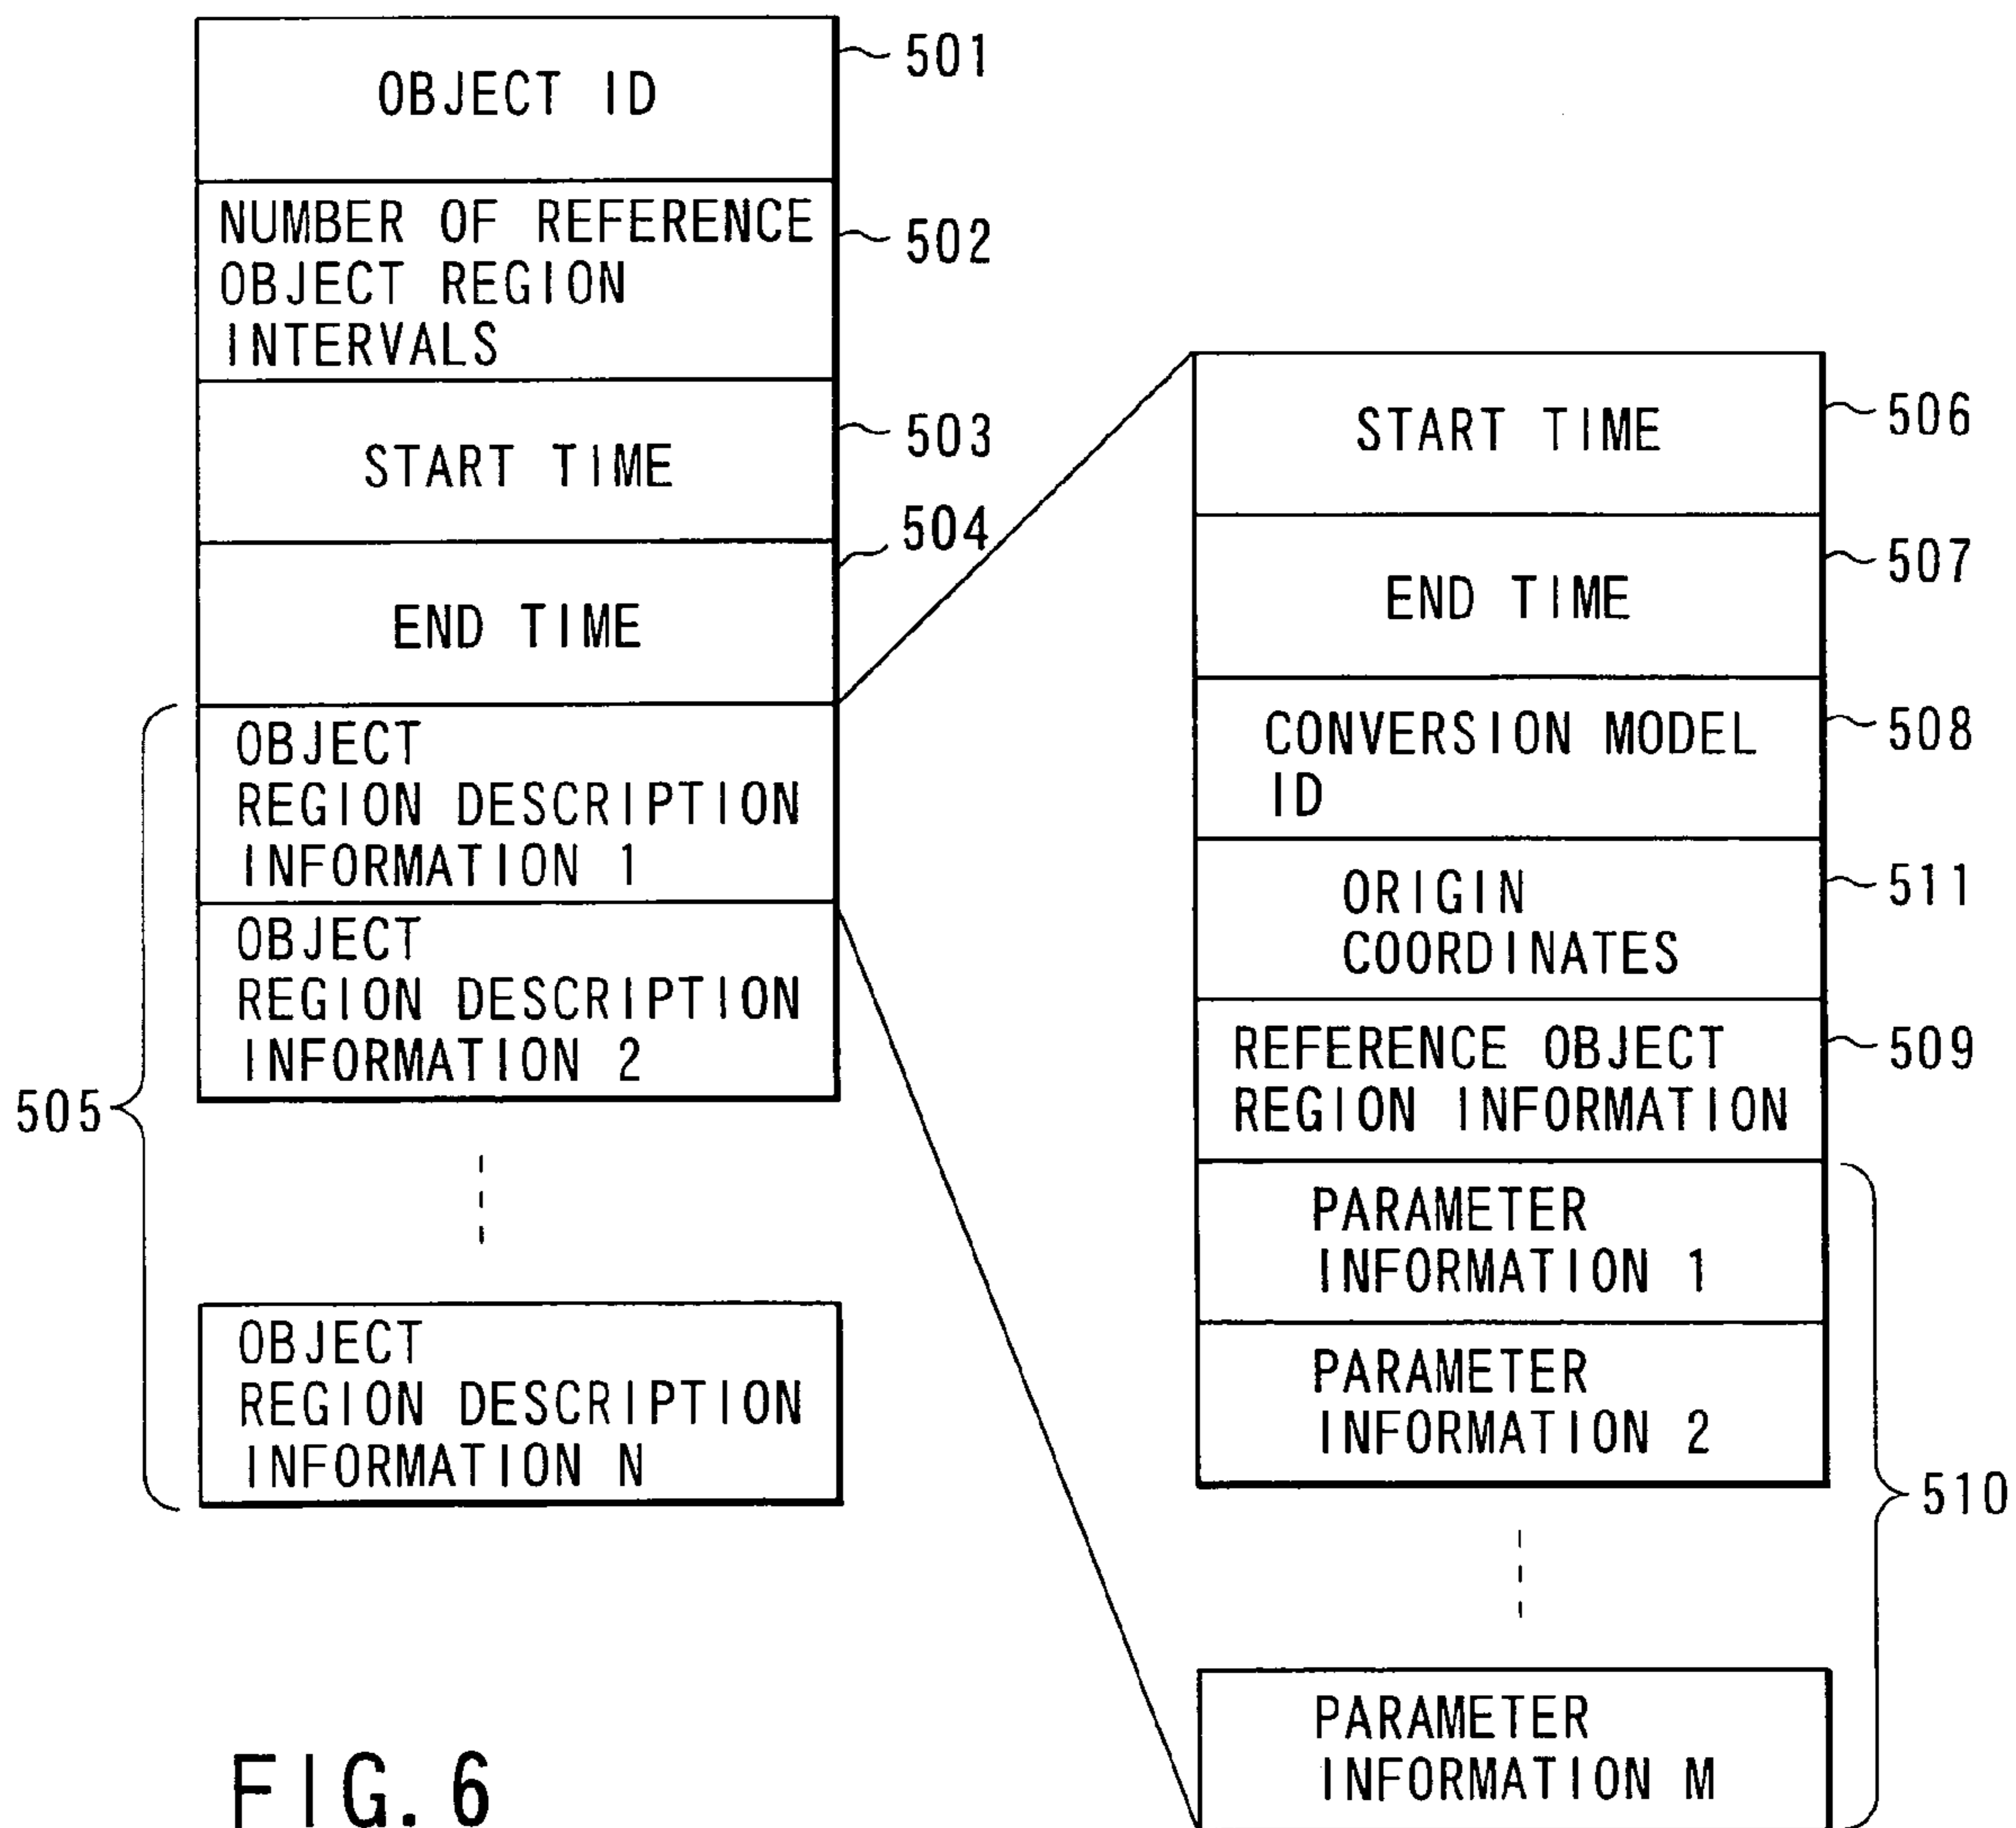 OBJECT ID
501
NUMBER OF REFERENCE
OBJECT REGION
INTERVALS
502
START TIME
503
END TIME
504
OBJECT
REGION DESCRIPTION
INFORMATION 1
OBJECT
REGION DESCRIPTION
INFORMATION 2
505
OBJECT
REGION DESCRIPTION
INFORMATION N
START TIME
506
END TIME
507
CONVERSION MODEL
ID
508
ORIGIN
COORDINATES
511
REFERENCE OBJECT
REGION INFORMATION
509
PARAMETER
INFORMATION 1
PARAMETER
INFORMATION 2
510
PARAMETER
INFORMATION M
FIG. 6